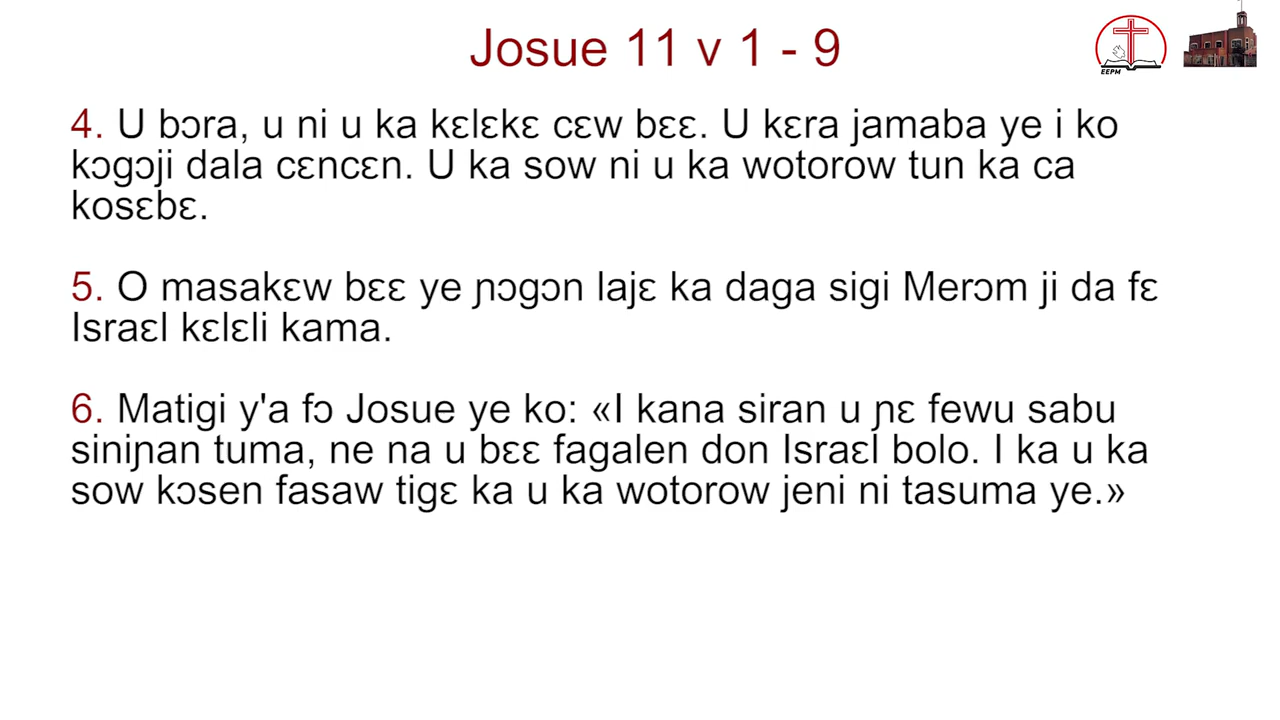 Josue 11 v 1 - 9
EEPM
4. U bɔra, u ni u ka kɛlɛkɛ cɛw bɛɛ. U kɛra jamaba ye i ko
kɔgɔji dala cɛncɛn. U ka sow ni u ka wotorow tun ka ca
kosɛbɛ.
5. O masakɛw bɛɛ ye ɲɔgɔn lajɛ ka daga sigi Merɔm ji da fɛ
Israɛl kɛlɛli kama.
6. Matigi y'a fɔ Josue ye ko: «I kana siran u ɲɛ fewu sabu
siniɲan tuma, ne na u bɛɛ fagalen don Israɛl bolo. I ka u ka
sow kɔsen fasaw tigɛ ka u ka wotorow jeni ni tasuma ye.»